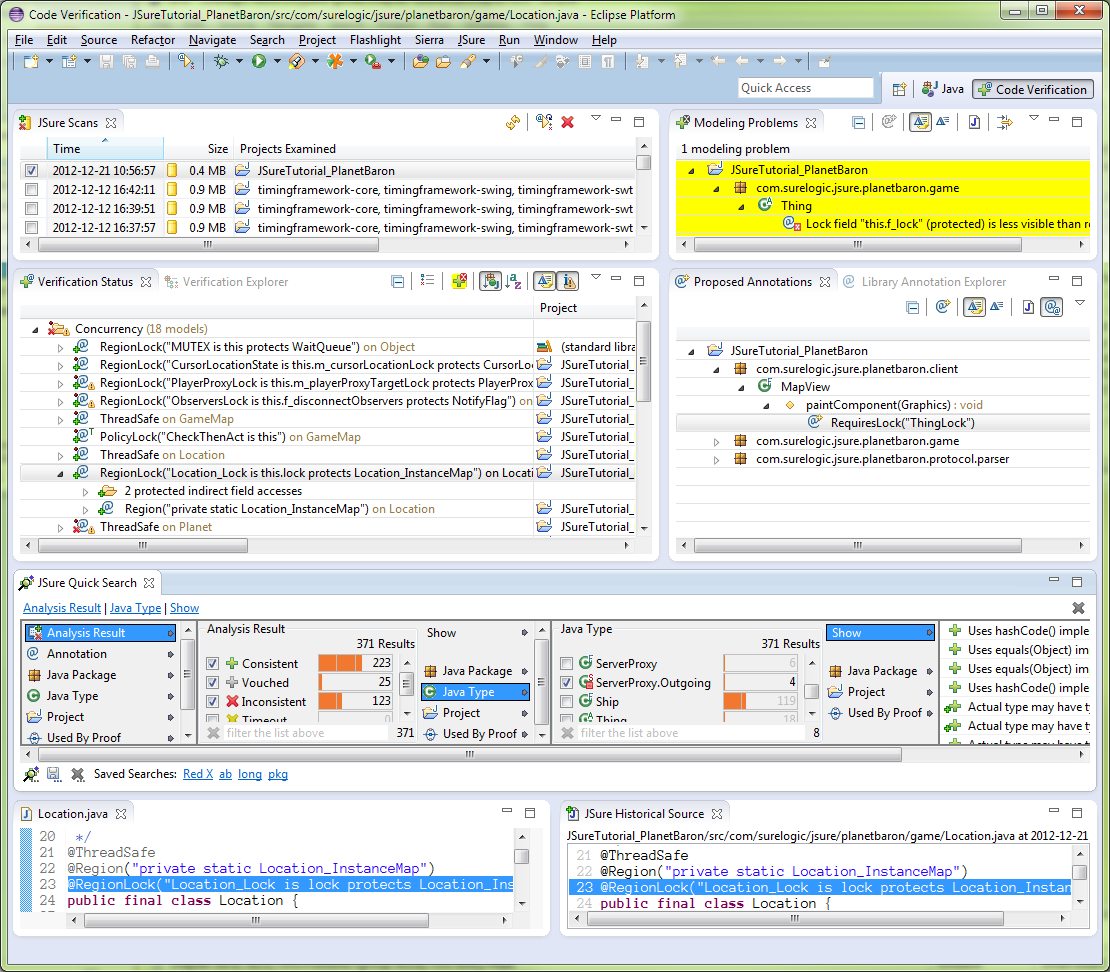 Code Verification - JSureTutorial_PlanetBaron/src/com/surelogic/jsure/planetbaron/game/Location.java - Eclipse Platform
File Edit Source Refactor Navigate Search Project Flashlight Sierra JSure Run Window Help
Quick Access
Java
Code Verification
JSure Scans
Time Size Projects Examined
2012-12-21 10:56:57 0.4 MB JSureTutorial_PlanetBaron
2012-12-12 16:42:11 0.9 MB timingframework-core, timingframework-swing, timingframework-swt
2012-12-12 16:39:51 0.9 MB timingframework-core, timingframework-swing, timingframework-swt
2012-12-12 16:37:57 0.9 MB timingframework-core, timingframework-swing, timingframework-swt
Modeling Problems
1 modeling problem
JSureTutorial_PlanetBaron
com.surelogic.jsure.planetbaron.game
Thing
Lock field "this.f_lock" (protected) is less visible than r
Verification Status
Verification Explorer
Project
Concurrency (18 models)
RegionLock("MUTEX is this protects WaitQueue") on Object (standard libra
RegionLock("CursorLocationState is this.m_cursorLocationLock protects CursorLo JSureTutorial_
RegionLock("PlayerProxyLock is this.m_playerProxyTargetLock protects PlayerProx JSureTutorial_
RegionLock("ObserversLock is this.f_disconnectObservers protects NotifyFlag") on JSureTutorial_
ThreadSafe on GameMap JSureTutorial_
PolicyLock("CheckThenAct is this") on GameMap JSureTutorial_
ThreadSafe on Location JSureTutorial_
RegionLock("Location_Lock is this.lock protects Location_InstanceMap") on Locati JSureTutorial_
2 protected indirect field accesses
Region("private static Location_InstanceMap") on Location JSureTutorial_
ThreadSafe on Planet JSureTutorial_
Proposed Annotations
Library Annotation Explorer
JSureTutorial_PlanetBaron
com.surelogic.jsure.planetbaron.client
MapView
paintComponent(Graphics) : void
RequiresLock("ThingLock")
com.surelogic.jsure.planetbaron.game
com.surelogic.jsure.planetbaron.protocol.parser
JSure Quick Search
Analysis Result | Java Type | Show
Analysis Result
Annotation
Java Package
Java Type
Project
Used By Proof
Analysis Result
371 Results
Consistent 223
Vouched 25
Inconsistent 123
Timeout 0
filter the list above 371
Show
Java Package
Java Type
Project
Used By Proof
Java Type
371 Results
ServerProxy 6
ServerProxy.Outgoing 4
Ship 119
Thing 18
filter the list above 8
Show
Java Package
Project
Used By Proof
Uses hashCode() imple
Uses equals(Object) im
Uses equals(Object) im
Uses hashCode() imple
Actual type may have ty
Actual type may have ty
Saved Searches: Red X ab long pkg
Location.java
20 */
21 @ThreadSafe
22 @Region("private static Location_InstanceMap")
23 @RegionLock("Location_Lock is lock protects Location_Ins
24 public final class Location {
JSure Historical Source
JSureTutorial_PlanetBaron/src/com/surelogic/jsure/planetbaron/game/Location.java at 2012-12-21
21 @ThreadSafe
22 @Region("private static Location_InstanceMap")
23 @RegionLock("Location_Lock is lock protects Location_Instan
24 public final class Location {